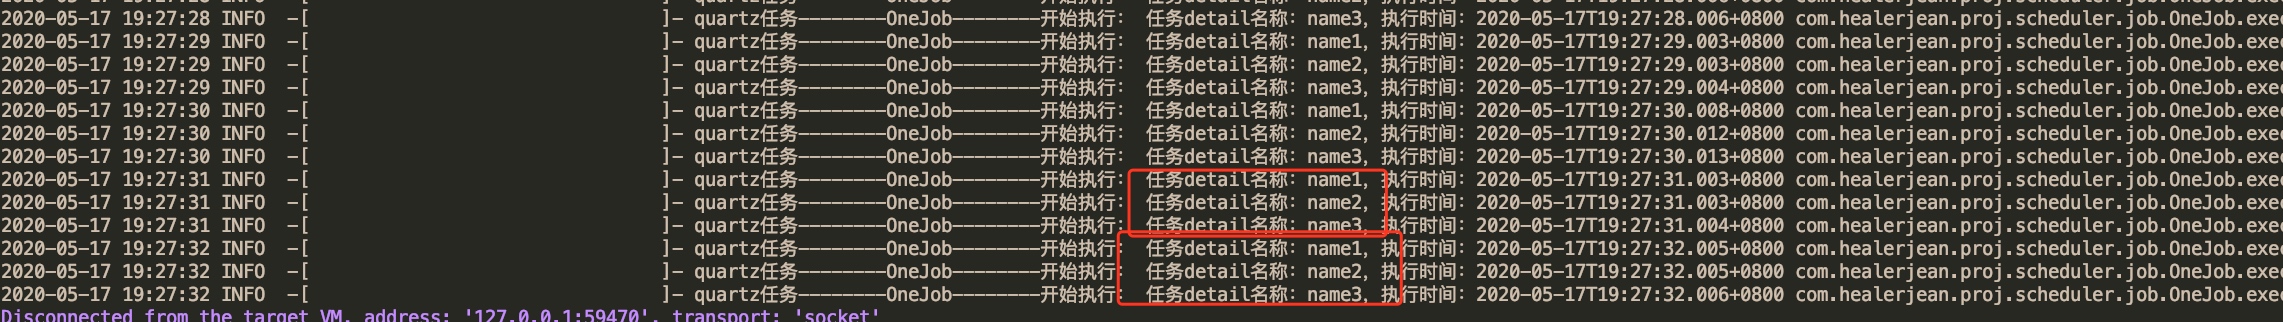 2020-05-17 19:27:28 INFO  -[                                ]- quartz任务————————OneJob————————开始执行： 任务detail名称：name3，执行时间：2020-05-17T19:27:28.006+0800 com.healerjean.proj.scheduler.job.OneJob.exe
2020-05-17 19:27:29 INFO  -[                                ]- quartz任务————————OneJob————————开始执行： 任务detail名称：name1，执行时间：2020-05-17T19:27:29.003+0800 com.healerjean.proj.scheduler.job.OneJob.exe
2020-05-17 19:27:29 INFO  -[                                ]- quartz任务————————OneJob————————开始执行： 任务detail名称：name2，执行时间：2020-05-17T19:27:29.003+0800 com.healerjean.proj.scheduler.job.OneJob.exe
2020-05-17 19:27:29 INFO  -[                                ]- quartz任务————————OneJob————————开始执行： 任务detail名称：name3，执行时间：2020-05-17T19:27:29.004+0800 com.healerjean.proj.scheduler.job.OneJob.exe
2020-05-17 19:27:30 INFO  -[                                ]- quartz任务————————OneJob————————开始执行： 任务detail名称：name1，执行时间：2020-05-17T19:27:30.008+0800 com.healerjean.proj.scheduler.job.OneJob.exe
2020-05-17 19:27:30 INFO  -[                                ]- quartz任务————————OneJob————————开始执行： 任务detail名称：name2，执行时间：2020-05-17T19:27:30.012+0800 com.healerjean.proj.scheduler.job.OneJob.exe
2020-05-17 19:27:30 INFO  -[                                ]- quartz任务————————OneJob————————开始执行： 任务detail名称：name3，执行时间：2020-05-17T19:27:30.013+0800 com.healerjean.proj.scheduler.job.OneJob.exe
2020-05-17 19:27:31 INFO  -[                                ]- quartz任务————————OneJob————————开始执行： 任务detail名称：name1，执行时间：2020-05-17T19:27:31.003+0800 com.healerjean.proj.scheduler.job.OneJob.exe
2020-05-17 19:27:31 INFO  -[                                ]- quartz任务————————OneJob————————开始执行： 任务detail名称：name2，执行时间：2020-05-17T19:27:31.003+0800 com.healerjean.proj.scheduler.job.OneJob.exe
2020-05-17 19:27:31 INFO  -[                                ]- quartz任务————————OneJob————————开始执行： 任务detail名称：name3，执行时间：2020-05-17T19:27:31.004+0800 com.healerjean.proj.scheduler.job.OneJob.exe
2020-05-17 19:27:32 INFO  -[                                ]- quartz任务————————OneJob————————开始执行： 任务detail名称：name1，执行时间：2020-05-17T19:27:32.005+0800 com.healerjean.proj.scheduler.job.OneJob.exe
2020-05-17 19:27:32 INFO  -[                                ]- quartz任务————————OneJob————————开始执行： 任务detail名称：name2，执行时间：2020-05-17T19:27:32.005+0800 com.healerjean.proj.scheduler.job.OneJob.exe
2020-05-17 19:27:32 INFO  -[                                ]- quartz任务————————OneJob————————开始执行： 任务detail名称：name3，执行时间：2020-05-17T19:27:32.006+0800 com.healerjean.proj.scheduler.job.OneJob.exe
Disconnected from the target VM, address: '127.0.0.1:59470', transport: 'socket'